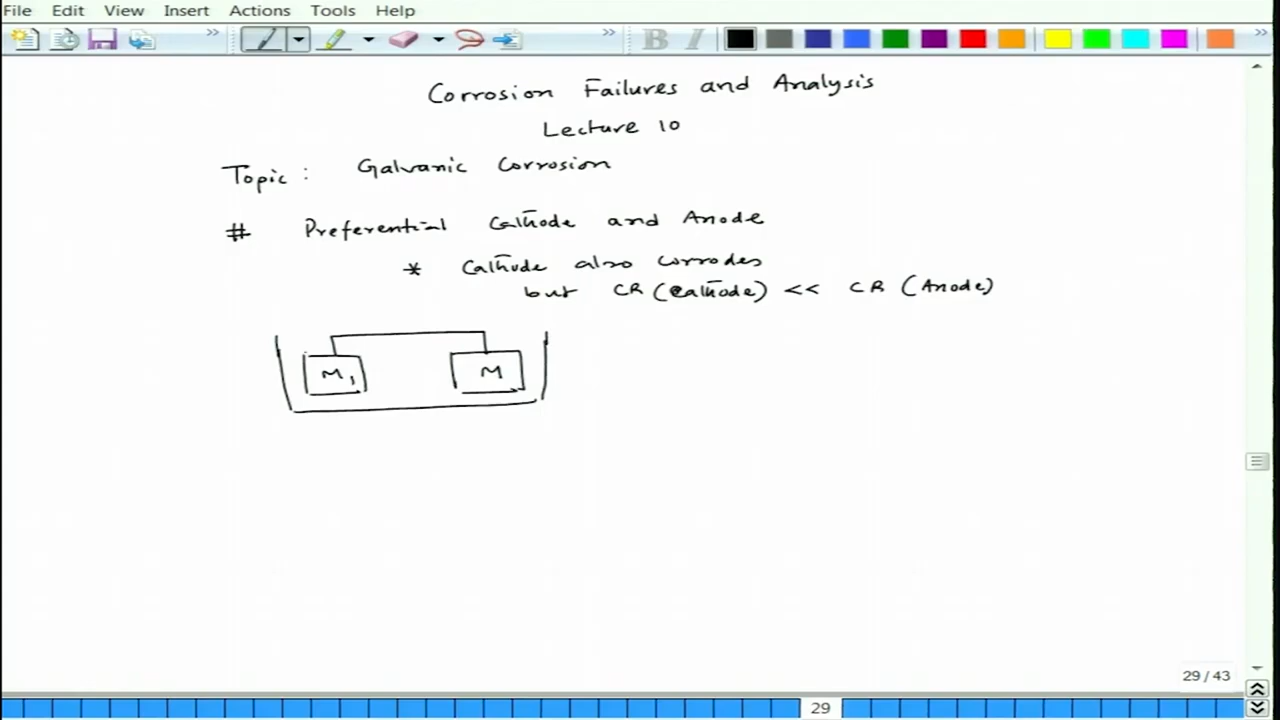 File Edit View Insert Actions Tools Help
B I
Corrosion Failures and Analysis
Lecture 10
Topic : Galvanic Corrosion
# Preferential Cathode and Anode
* Cathode also corrodes
but CR (Cathode) << CR (Anode)
M1 M
29 / 43
29